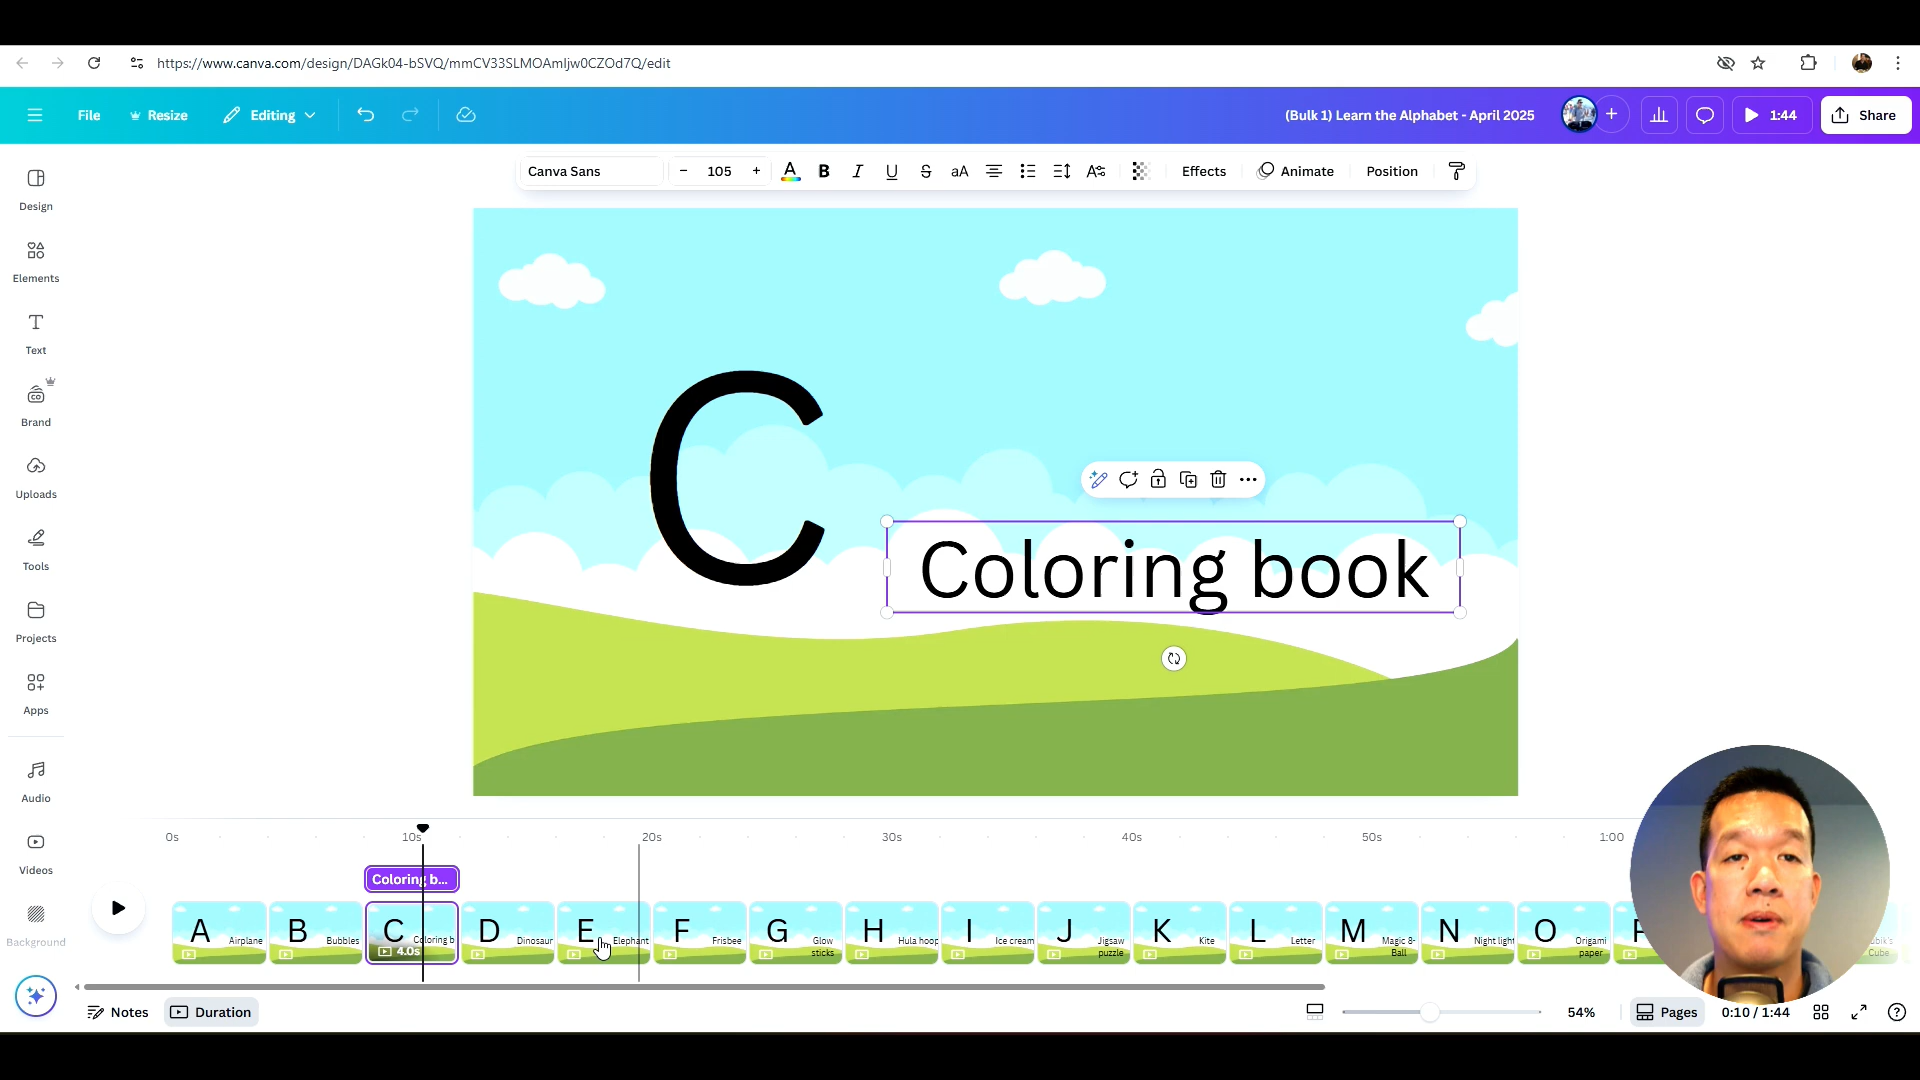 https://www.canva.com/design/DAGk04-bSVQ/mmCV33SLMOAmIjw0CZOd7Q/edit
File
Resize
Editing
(Bulk 1) Learn the Alphabet - April 2025
1:44
Share
Canva Sans
- 105 +
A B I U S aA
Effects
Animate
Position
Design
Elements
Text
Brand
Uploads
Tools
Projects
Apps
Audio
Videos
Background
C
Coloring book
0s 10s 20s 30s 40s 50s 1:00
Coloring b...
A Airplane
B Bubbles
C Coloring b
4.0s
D Dinosaur
E Elephant
F Frisbee
G Glow sticks
H Hula hoop
I Ice cream
J Jigsaw puzzle
K Kite
L Letter
M Magic 8-Ball
N Night light
O Origami paper
Cube
Notes
Duration
54%
Pages
0:10 / 1:44